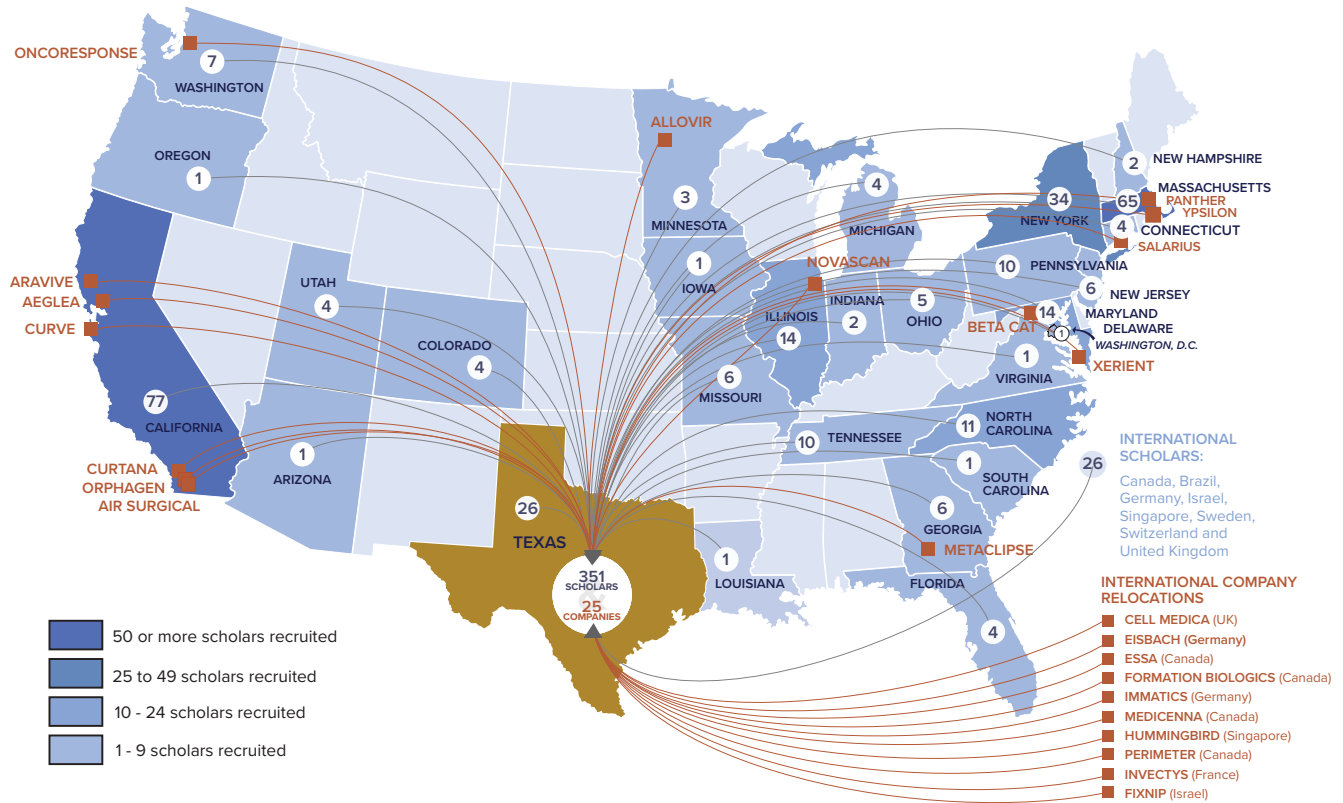 ONCORESPONSE
7
WASHINGTON
OREGON
1
ALLOVIR
3
MINNESOTA
4
MICHIGAN
2
NEW HAMPSHIRE
34
NEW YORK
65
MASSACHUSETTS
PANTHER
YPSILON
4
CONNECTICUT
SALARIUS
ARAVIVE
AEGLEA
CURVE
UTAH
4
COLORADO
4
1
IOWA
NOVASCAN
ILLINOIS
14
INDIANA
2
5
OHIO
10
PENNSYLVANIA
6
NEW JERSEY
14
MARYLAND
BETA CAT
DELAWARE
1
WASHINGTON, D.C.
XERIENT
1
VIRGINIA
77
CALIFORNIA
6
MISSOURI
CURTANA
ORPHAGEN
AIR SURGICAL
1
ARIZONA
10
TENNESSEE
11
NORTH
CAROLINA
1
SOUTH
CAROLINA
26
INTERNATIONAL
SCHOLARS:
Canada, Brazil,
Germany, Israel,
Singapore, Sweden,
Switzerland and
United Kingdom
26
TEXAS
6
GEORGIA
METACLIPSE
1
LOUISIANA
FLORIDA
4
351
SCHOLARS
&
25
COMPANIES
INTERNATIONAL COMPANY
RELOCATIONS
CELL MEDICA (UK)
EISBACH (Germany)
ESSA (Canada)
FORMATION BIOLOGICS (Canada)
IMMATICS (Germany)
MEDICENNA (Canada)
HUMMINGBIRD (Singapore)
PERIMETER (Canada)
INVECTYS (France)
FIXNIP (Israel)
50 or more scholars recruited
25 to 49 scholars recruited
10 - 24 scholars recruited
1 - 9 scholars recruited